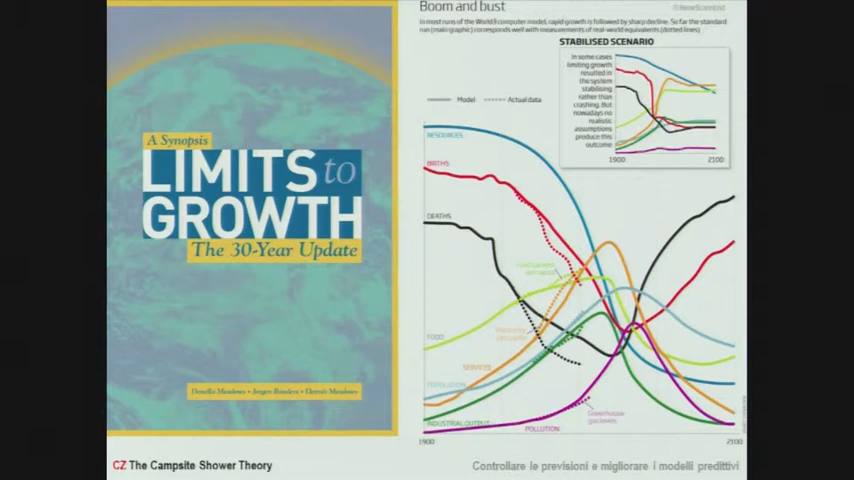 A Synopsis
LIMITS to
GROWTH
The 30-Year Update
Donella Meadows • Jorgen Randers • Dennis Meadows
Boom and bust
©NewScientist
In most runs of the World3 computer model, rapid growth is followed by sharp decline. So far the standard
run (main graphic) corresponds well with measurements of real-world equivalents (dotted lines)
STABILISED SCENARIO
In some cases
limiting growth
resulted in
the system
stabilising
rather than
crashing. But
nowadays no
realistic
assumptions
produce this
outcome
1900
2100
Model
Actual data
RESOURCES
BIRTHS
DEATHS
FOOD
SERVICES
POPULATION
INDUSTRIAL OUTPUT
POLLUTION
Greenhouse
gas levels
1900
2100
CZ The Campsite Shower Theory
Controllare le previsioni e migliorare i modelli predittivi